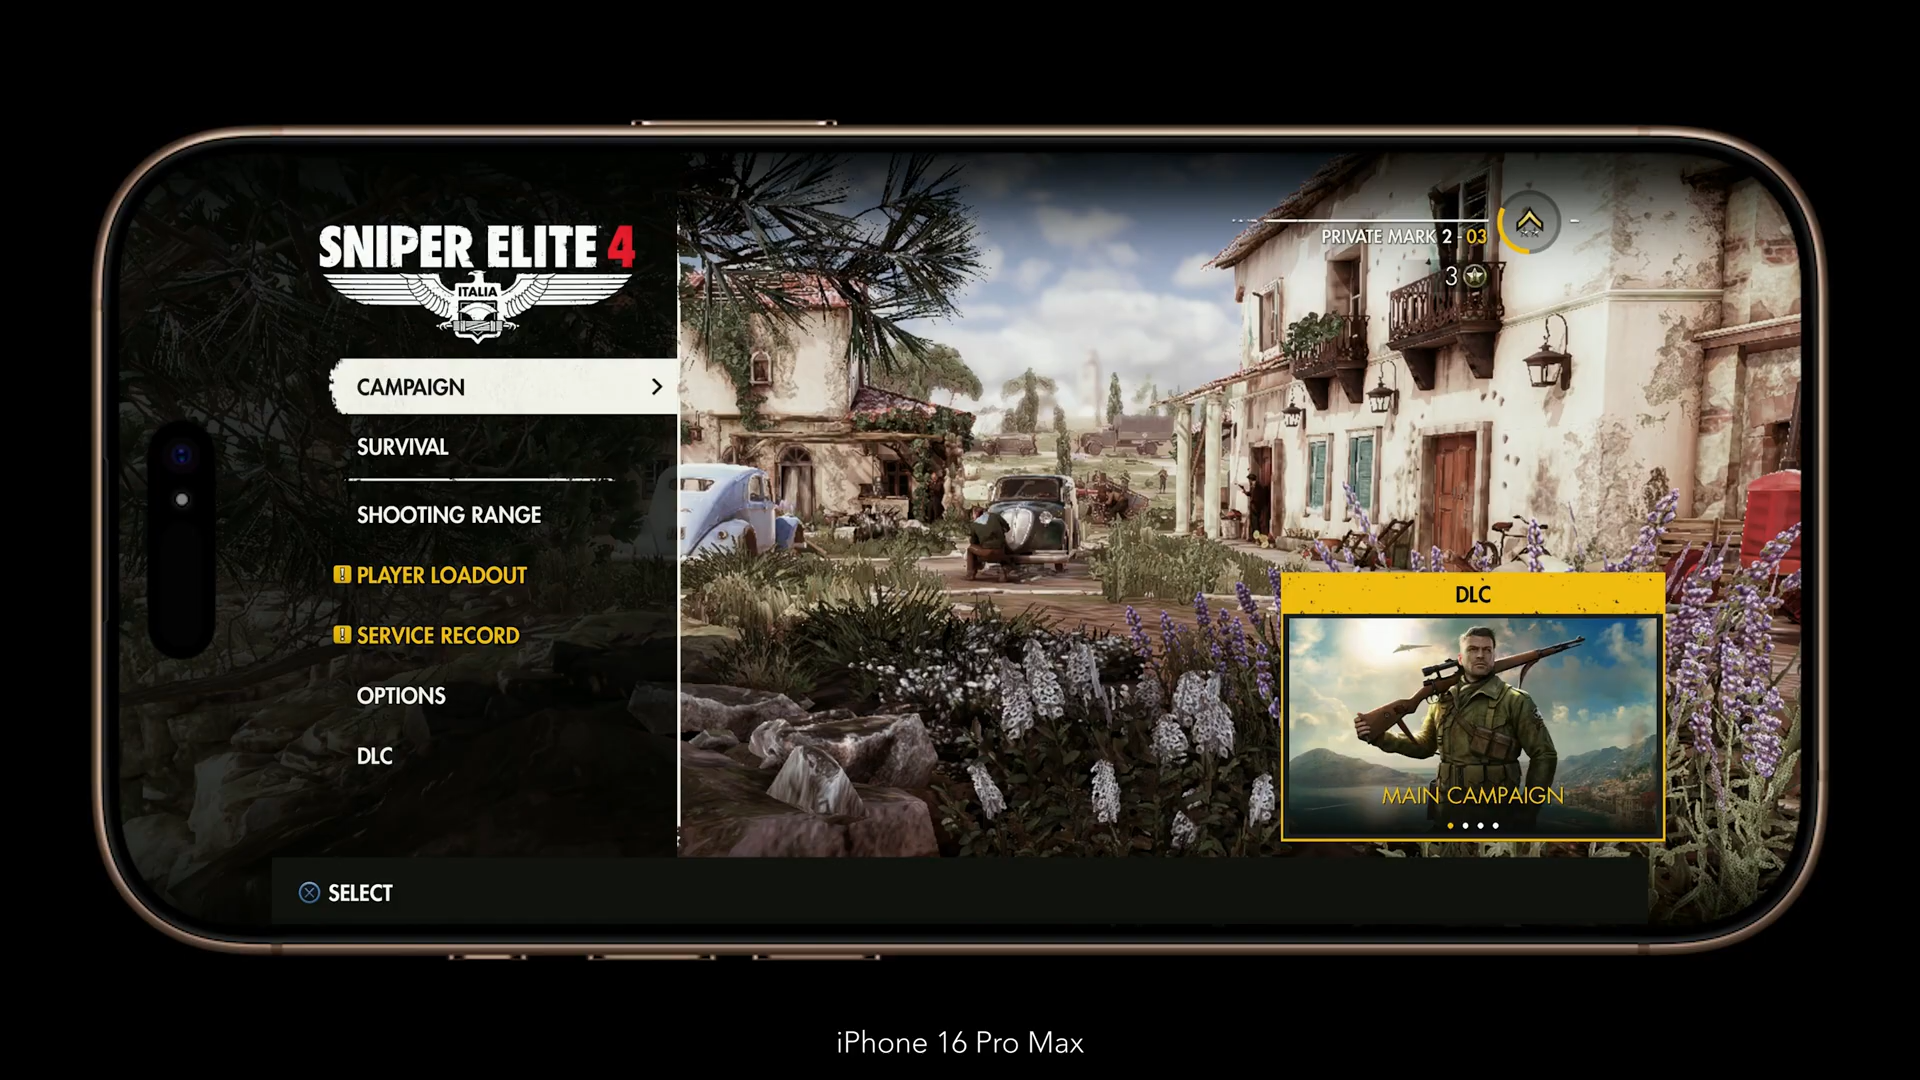 SNIPER ELITE 4
ITALIA
PRIVATE MARK 2 - 03
3
CAMPAIGN
SURVIVAL
SHOOTING RANGE
PLAYER LOADOUT
SERVICE RECORD
OPTIONS
DLC
DLC
MAIN CAMPAIGN
SELECT
iPhone 16 Pro Max